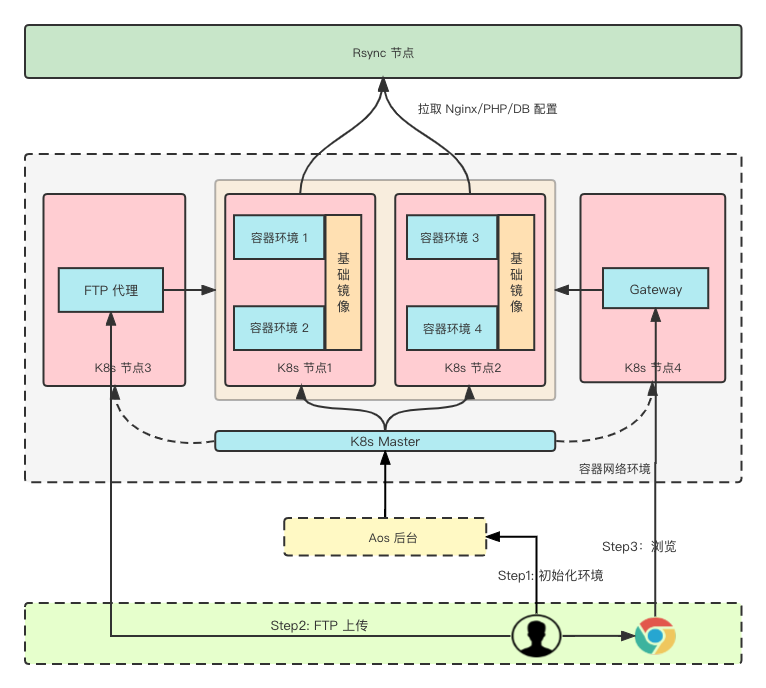 Rsync 节点
拉取 Nginx/PHP/DB 配置
容器环境 1
容器环境 2
基础镜像
容器环境 3
容器环境 4
基础镜像
FTP 代理
Gateway
K8s 节点3
K8s 节点1
K8s 节点2
K8s 节点4
K8s Master
容器网络环境
Aos 后台
Step3：浏览
Step1: 初始化环境
Step2: FTP 上传